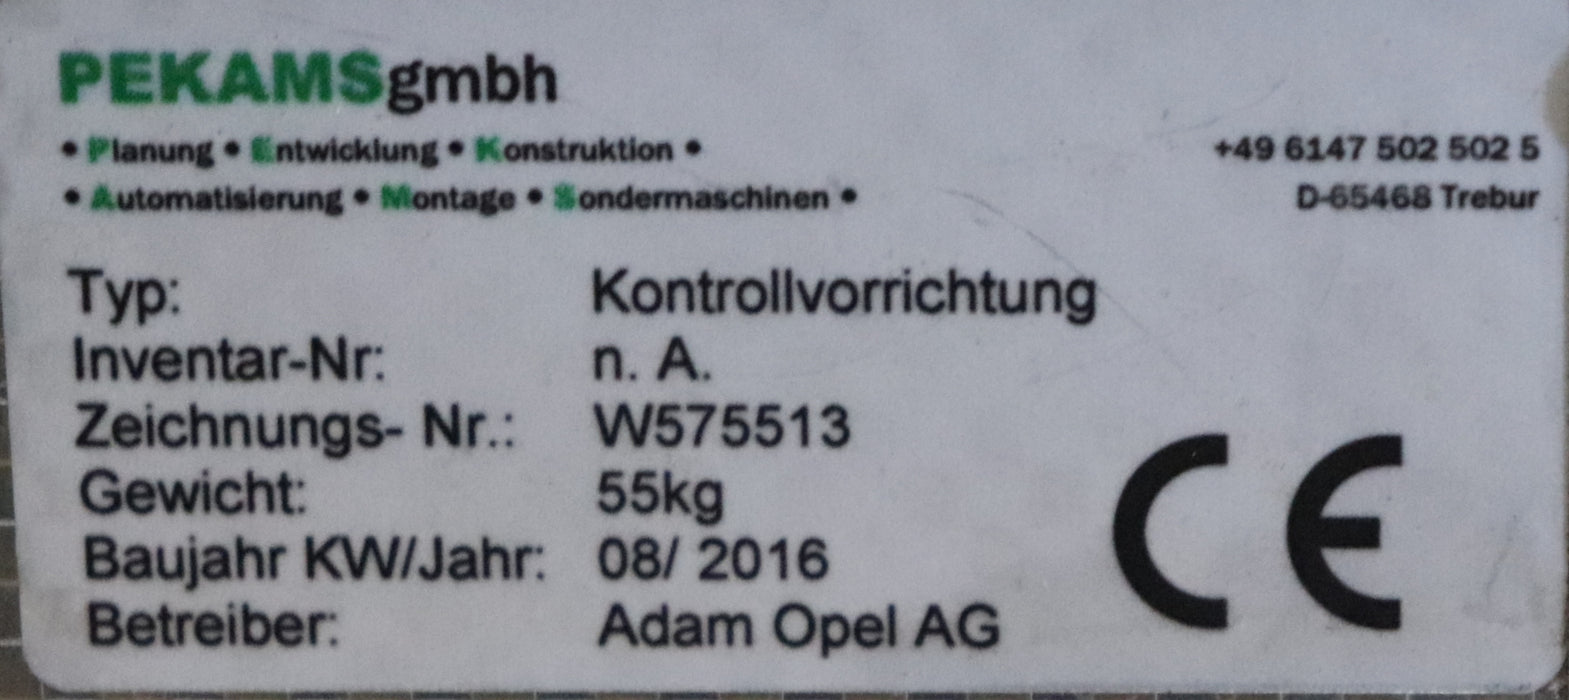 PEKAMSgmbh
• Planung • Entwicklung • Konstruktion •
+49 6147 502 502 5
• Automatisierung • Montage • Sondermaschinen •
D-65468 Trebur
Typ: Kontrollvorrichtung
Inventar-Nr: n. A.
Zeichnungs- Nr.: W575513
Gewicht: 55kg
Baujahr KW/Jahr: 08/ 2016
Betreiber: Adam Opel AG
CE